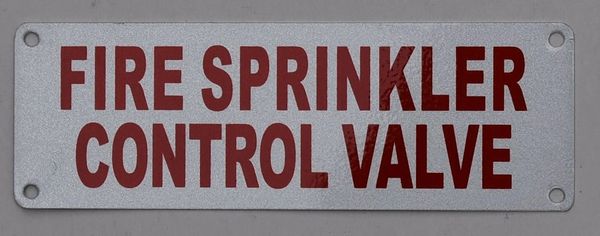 FIRE SPRINKLER
CONTROL VALVE